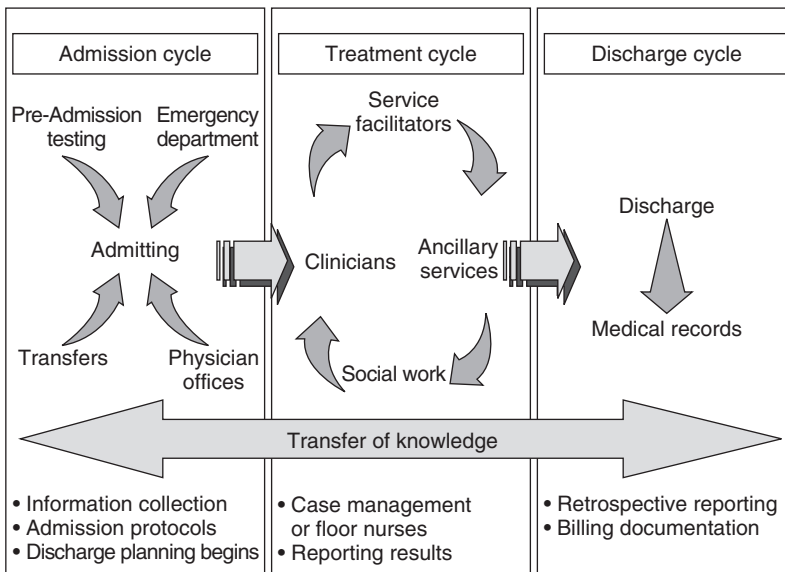 Admission cycle
Pre-Admission
testing
Emergency
department
Admitting
Transfers
Physician
offices
Treatment cycle
Service
facilitators
Clinicians
Ancillary
services
Social work
Discharge cycle
Discharge
Medical records
Transfer of knowledge
• Information collection
• Admission protocols
• Discharge planning begins
• Case management
or floor nurses
• Reporting results
• Retrospective reporting
• Billing documentation